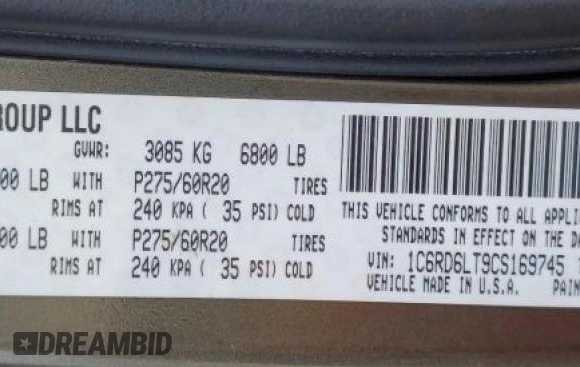 ROUP LLC
GVWR: 3085 KG 6800 LB
00 LB WITH P275/60R20 TIRES
RIMS AT 240 KPA ( 35 PSI) COLD
00 LB WITH P275/60R20 TIRES
RIMS AT 240 KPA ( 35 PSI) COLD
THIS VEHICLE CONFORMS TO ALL APPLI
STANDARDS IN EFFECT ON THE D
VIN: 1C6RD6LT9CS169745
VEHICLE MADE IN U.S.A. PAIN
DREAMBID